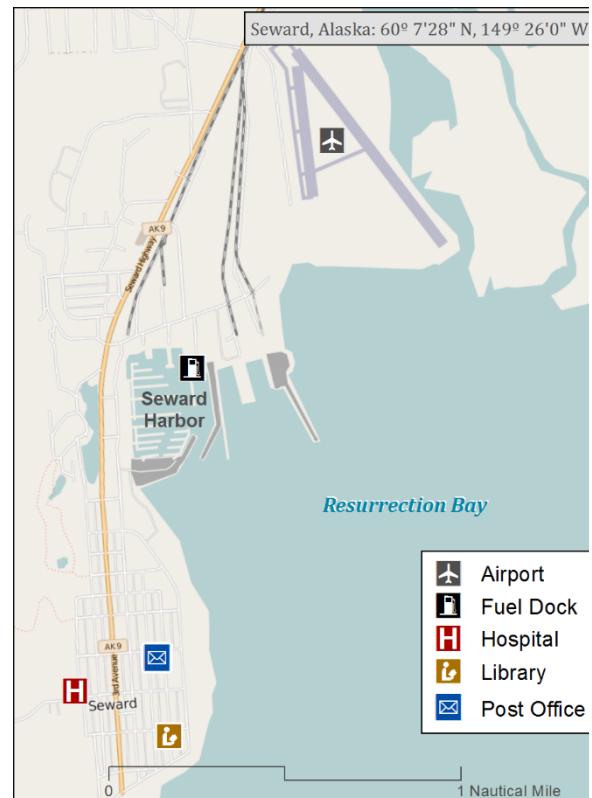 Seward, Alaska: 60º 7'28" N, 149º 26'0" W
AK9
Seward Highway
Seward
Harbor
Resurrection Bay
Airport
Fuel Dock
H Hospital
Library
Post Office
AK9
3rd Avenue
H
Seward
0
1 Nautical Mile